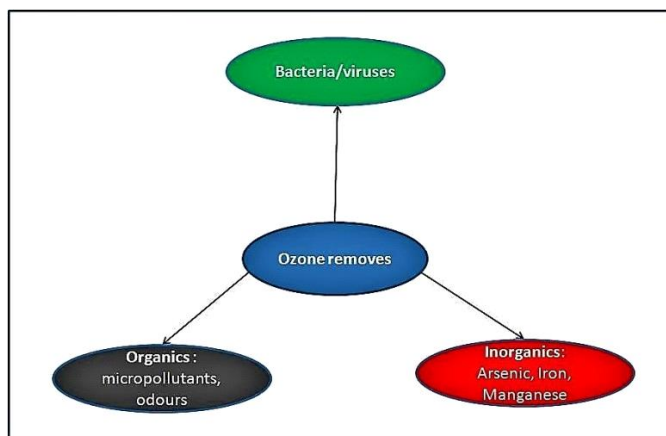 Bacteria/viruses
Ozone removes
Organics :
micropollutants,
odours
Inorganics:
Arsenic, Iron,
Manganese